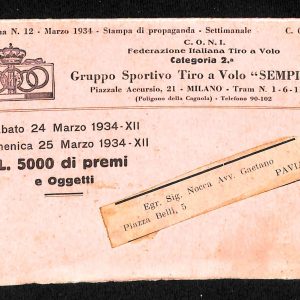 na N. 12 - Marzo 1934 - Stampa di propaganda - Settimanale
C. O. N. I.
Federazione Italiana Tiro a Volo
Categoria 2.a
Gruppo Sportivo Tiro a Volo "SEMPI
Piazzale Accursio, 21 - MILANO - Tram N. 1-6-1
(Poligono della Cagnola) - Telefono 90-102
abato 24 Marzo 1934-XII
menica 25 Marzo 1934-XII
L. 5000 di premi
e Oggetti
Egr. Sig. Nocca Avv. Gaetano
Piazza Belli, 5
PAVI